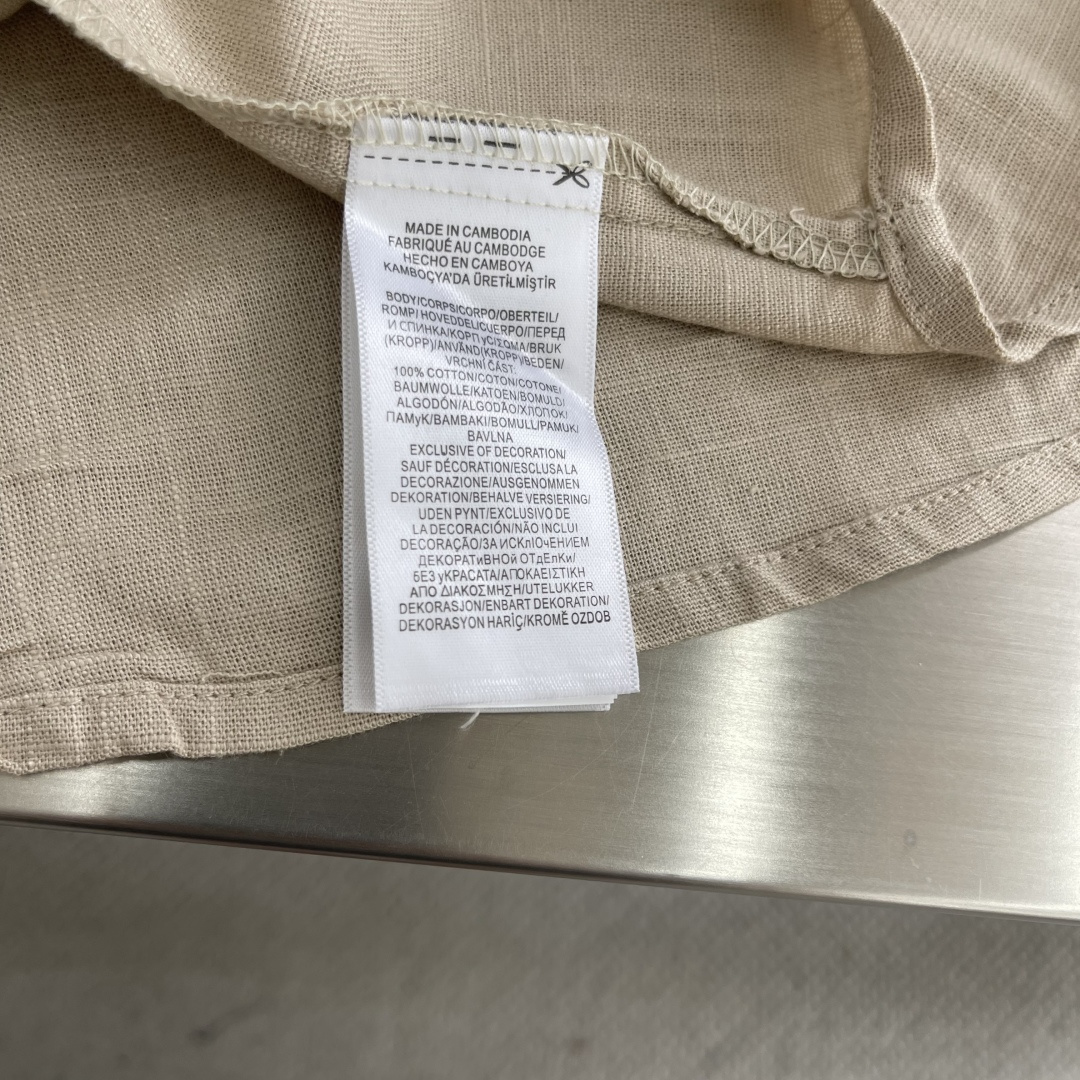 MADE IN CAMBODIA
FABRIQUÉ AU CAMBODGE
HECHO EN CAMBOYA
KAMBOÇYA'DA ÜRETİLMİŞTİR
BODY/CORPS/CORPO/OBERTEIL/
ROMP/HOVEDDEL/CUERPO/ПЕРЕД
И СПИНКА/КОРПуС/ΣΩΜΑ/BRUK
(KROPP)/ANVÄND(KROPP)/BEDEN/
VRCHNÍ ČÁST:
100% COTTON/COTON/COTONE/
BAUMWOLLE/KATOEN/BOMULD/
ALGODÓN/ALGODÃO/ХЛОПОК/
ПАМуК/BAMBAKI/BOMULL/PAMUK/
BAVLNA
EXCLUSIVE OF DECORATION/
SAUF DÉCORATION/ESCLUSA LA
DECORAZIONE/AUSGENOMMEN
DEKORATION/BEHALVE VERSIERING/
UDEN PYNT/EXCLUSIVO DE
LA DECORACIÓN/NÃO INCLUI
DECORAÇÃO/ЗА ИСКлЮчЕНИЕМ
ДЕКОРАТиВНОй ОТдЕлКи/
БЕЗ уКРАСАТА/ΑΠΟΚΛΕΙΣΤΙΚΗ
ΑΠΟ ΔΙΑΚΟΣΜΗΣΗ/UTELUKKER
DEKORASJON/ENBART DEKORATION/
DEKORASYON HARİÇ/KROMĚ OZDOB